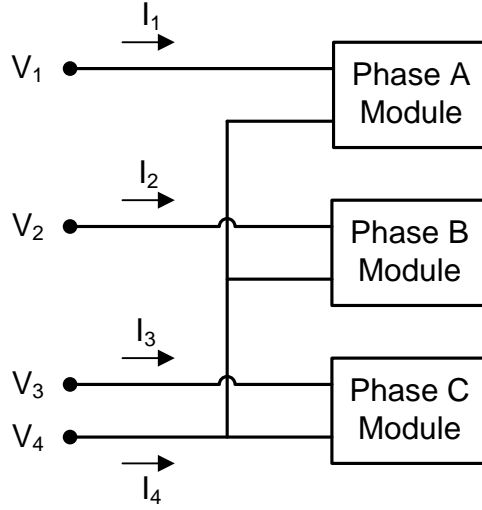 I₁
V₁
Phase A
Module
I₂
V₂
Phase B
Module
I₃
V₃
Phase C
Module
V₄
I₄